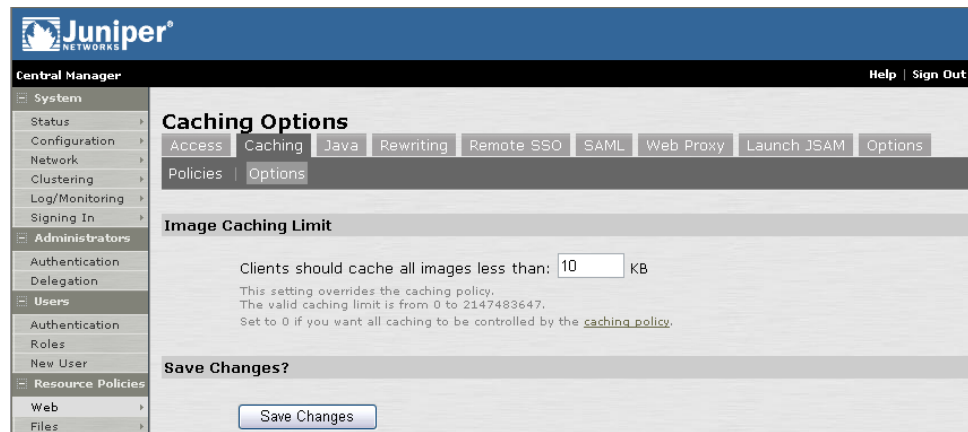 Juniper®
NETWORKS
Central Manager
Help | Sign Out
System
Status
Configuration
Network
Clustering
Log/Monitoring
Signing In
Administrators
Authentication
Delegation
Users
Authentication
Roles
New User
Resource Policies
Web
Files
Caching Options
Access Caching Java Rewriting Remote SSO SAML Web Proxy Launch JSAM Options
Policies | Options
Image Caching Limit
Clients should cache all images less than: 10 KB
This setting overrides the caching policy.
The valid caching limit is from 0 to 2147483647.
Set to 0 if you want all caching to be controlled by the caching policy.
Save Changes?
Save Changes